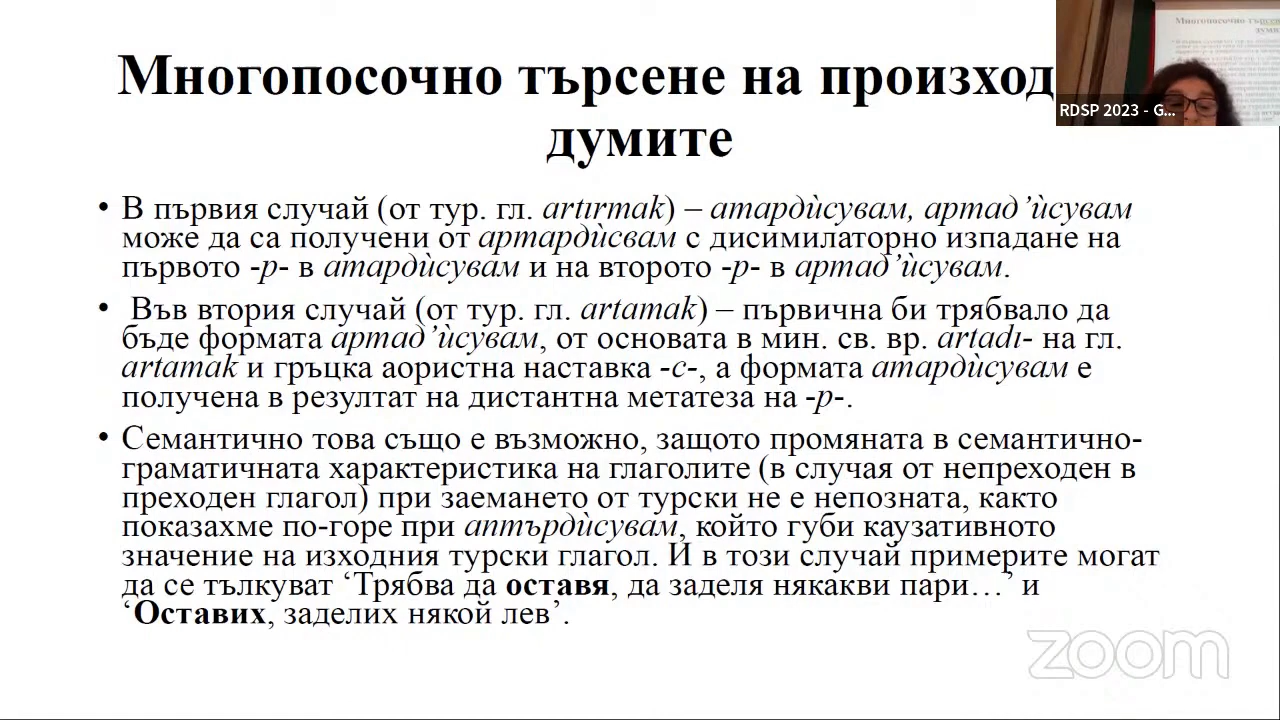 Многопосочно търсене на произход
думите
• В първия случай (от тур. гл. artırmak) – атардѝсувам, артад’ѝсувам
може да са получени от артардѝсвам с дисимилаторно изпадане на
първото -р- в атардѝсувам и на второто -р- в артад’ѝсувам.
• Във втория случай (от тур. гл. artamak) – първична би трябвало да
бъде формата артад’ѝсувам, от основата в мин. св. вр. artadı- на гл.
artamak и гръцка аористна наставка -с-, а формата атардѝсувам е
получена в резултат на дистантна метатеза на -р-.
• Семантично това също е възможно, защото промяната в семантично-
граматичната характеристика на глаголите (в случая от непреходен в
преходен глагол) при заемането от турски не е непозната, както
показахме по-горе при аптърдѝсувам, който губи каузативното
значение на изходния турски глагол. И в този случай примерите могат
да се тълкуват ‘Трябва да оставя, да заделя някакви пари…’ и
‘Оставих, заделих някой лев’.
RDSP 2023 - G...
zoom